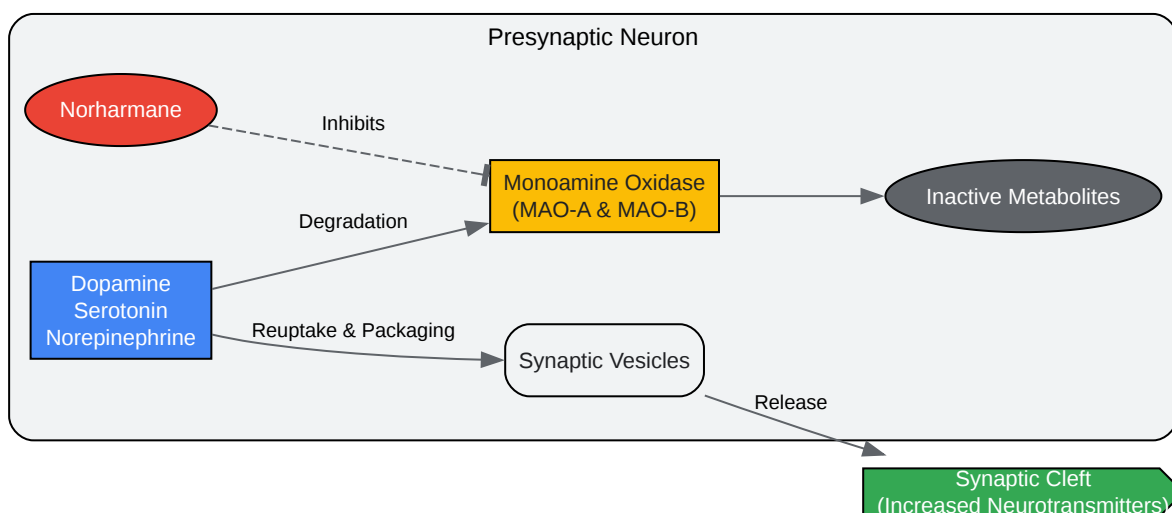 Presynaptic Neuron
Norharmane
Inhibits
Monoamine Oxidase
(MAO-A & MAO-B)
Inactive Metabolites
Degradation
Dopamine
Serotonin
Norepinephrine
Reuptake & Packaging
Synaptic Vesicles
Release
Synaptic Cleft
(Increased Neurotransmitters)